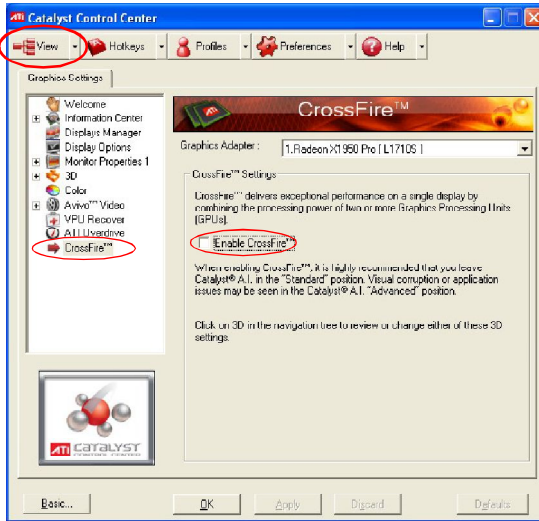 ATI Catalyst Control Center
View Hotkeys Profiles Preferences Help
Graphics Settings
Welcome
Information Center
Displays Manager
Display Options
Monitor Properties 1
3D
Color
Avivo™ Video
VPU Recover
ATI Overdrive
CrossFire™
CrossFire™
Graphics Adapter : 1.Radeon X1950 Pro [ L1710S ]
CrossFire™ Settings
CrossFire™ delivers exceptional performance on a single display by
combining the processing power of two or more Graphics Processing Units
(GPUs).
Enable CrossFire™
When enabling CrossFire™, it is highly recommended that you leave
Catalyst® A.I. in the "Standard" position. Visual corruption or application
issues may be seen in the Catalyst® A.I. "Advanced" position.
Click on 3D in the navigation tree to review or change either of these 3D
settings.
ATI CATALYST
CONTROL CENTER
Basic... OK Apply Discard Defaults